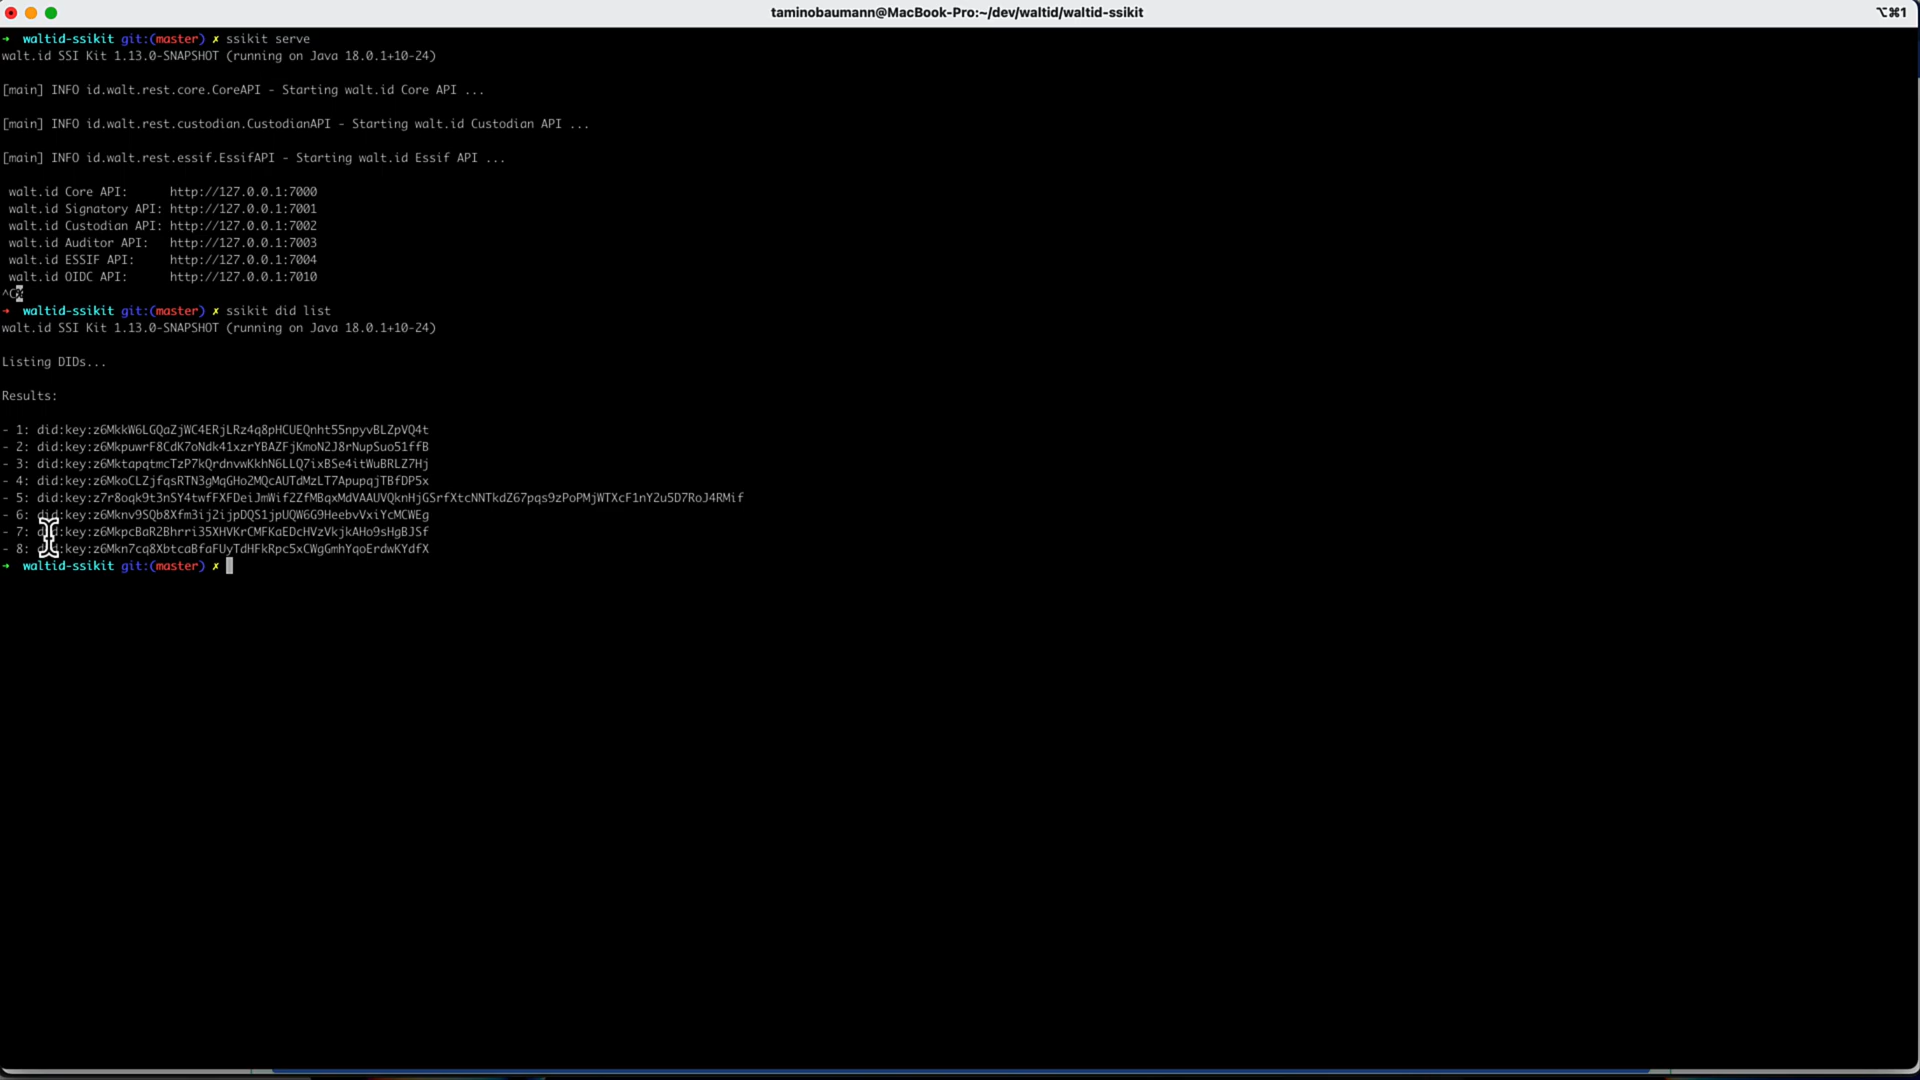 taminobaumann@MacBook-Pro:~/dev/waltid/waltid-ssikit
⌥⌘1
➜ waltid-ssikit git:(master) ✗ ssikit serve
walt.id SSI Kit 1.13.0-SNAPSHOT (running on Java 18.0.1+10-24)
[main] INFO id.walt.rest.core.CoreAPI - Starting walt.id Core API ...
[main] INFO id.walt.rest.custodian.CustodianAPI - Starting walt.id Custodian API ...
[main] INFO id.walt.rest.essif.EssifAPI - Starting walt.id Essif API ...
walt.id Core API: http://127.0.0.1:7000
walt.id Signatory API: http://127.0.0.1:7001
walt.id Custodian API: http://127.0.0.1:7002
walt.id Auditor API: http://127.0.0.1:7003
walt.id ESSIF API: http://127.0.0.1:7004
walt.id OIDC API: http://127.0.0.1:7010
^C%
➜ waltid-ssikit git:(master) ✗ ssikit did list
walt.id SSI Kit 1.13.0-SNAPSHOT (running on Java 18.0.1+10-24)
Listing DIDs...
Results:
- 1: did:key:z6MkkW6LGQaZjWC4ERjLRz4q8pHCUEQnht55npyvBLZpVQ4t
- 2: did:key:z6MkpuwrF8CdK7oNdk41xzrYBAZFjKmoN2J8rNupSuo51ffB
- 3: did:key:z6MktapqtmcTzP7kQrdnvwKkhN6LLQ7ixBSe4itWuBRLZ7Hj
- 4: did:key:z6MkoCLZjfqsRTN3gMqGHo2MQcAUTdMzLT7ApupqjTBfDP5x
- 5: did:key:z7r8oqk9t3nSY4twfFXFDeiJmWif2ZfMBqxMdVAAUVQknHjGSrfXtcNNTkdZ67pqs9zPoPMjWTXcF1nY2u5D7RoJ4RMif
- 6: did:key:z6Mknv9SQb8Xfm3ij2ijpDQS1jpUQW6G9HeebvVxiYcMCWEg
- 7: did:key:z6MkpcBaR2Bhrri35XHVKrCMFKaEDcHVzVkjkAHo9sHgBJSf
- 8: did:key:z6Mkn7cq8XbtcaBfaFUyTdHFkRpc5xCWgGmhYqoErdwKYdfX
➜ waltid-ssikit git:(master) ✗